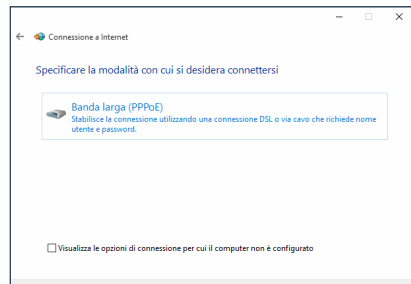 Connessione a Internet
Specificare la modalità con cui si desidera connettersi
Banda larga (PPPoE)
Stabilisce la connessione utilizzando una connessione DSL o via cavo che richiede nome
utente e password.
Visualizza le opzioni di connessione per cui il computer non è configurato